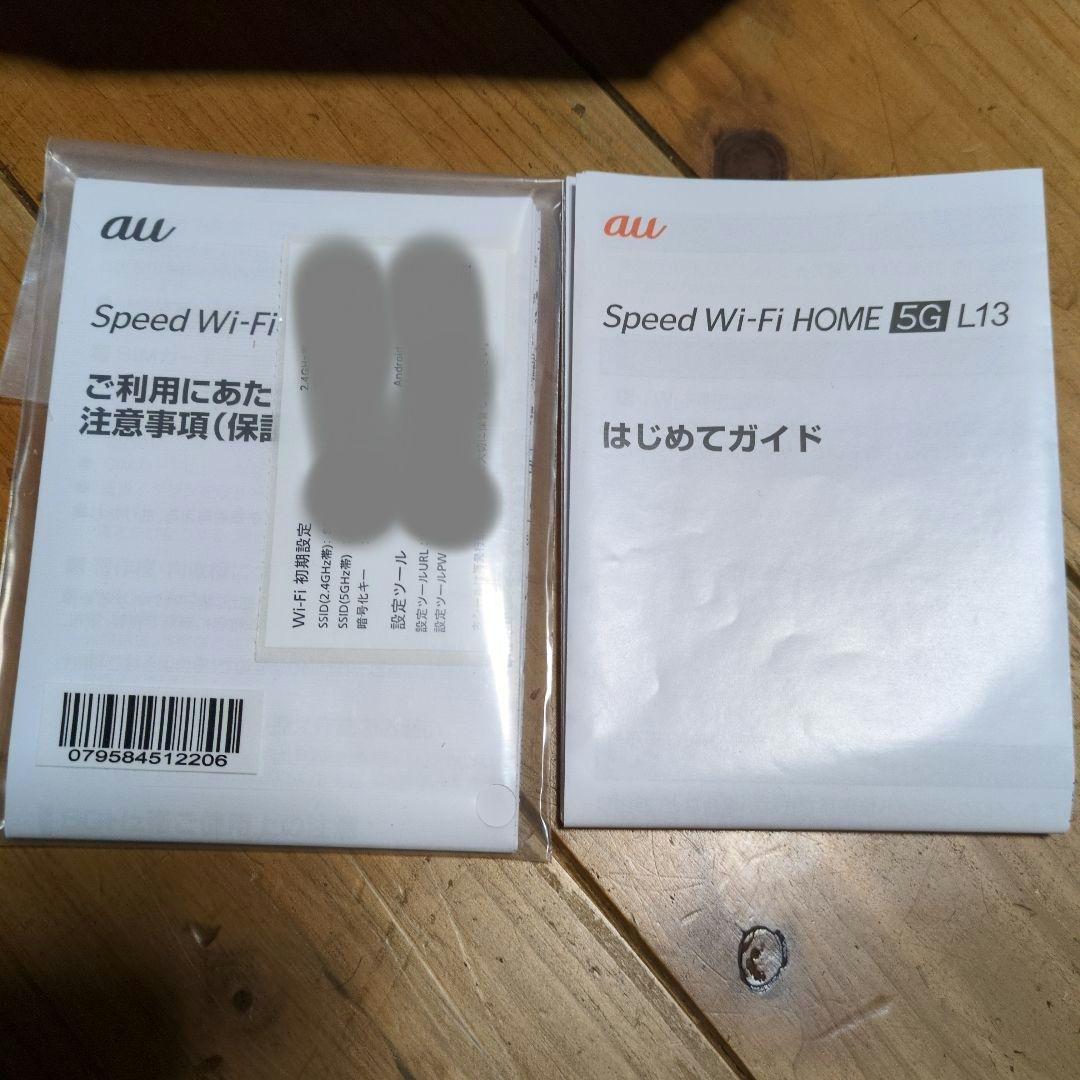 au
Speed Wi-Fi
ご利用にあた
注意事項(保
Wi-Fi 初期設定
SSID(2.4GHz帯):
SSID(5GHz帯)
暗号化キー
設定ツール
設定ツールURL:
設定ツールPW
Android
079584512206
au
Speed Wi-Fi HOME 5G L13
はじめてガイド